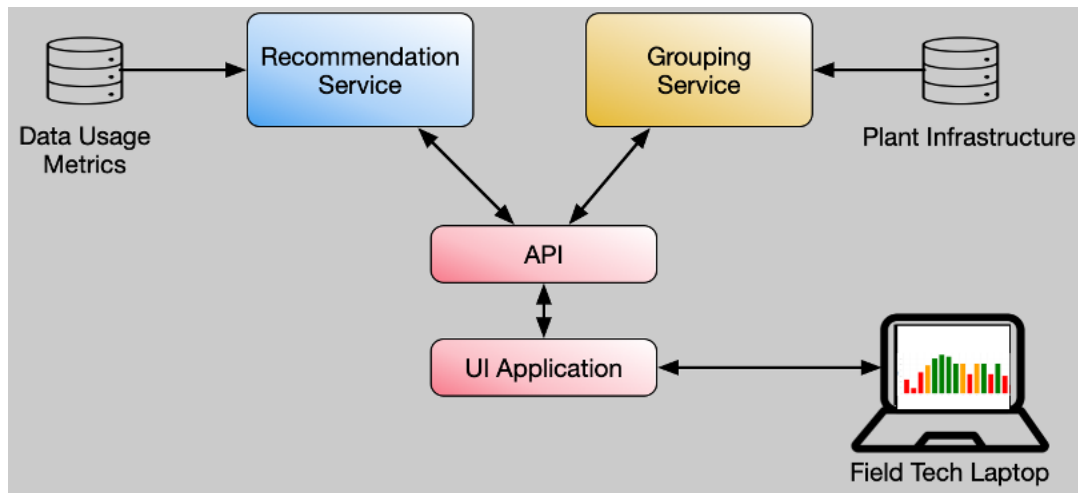 Recommendation
Service
Grouping
Service
Data Usage
Metrics
Plant Infrastructure
API
UI Application
Field Tech Laptop